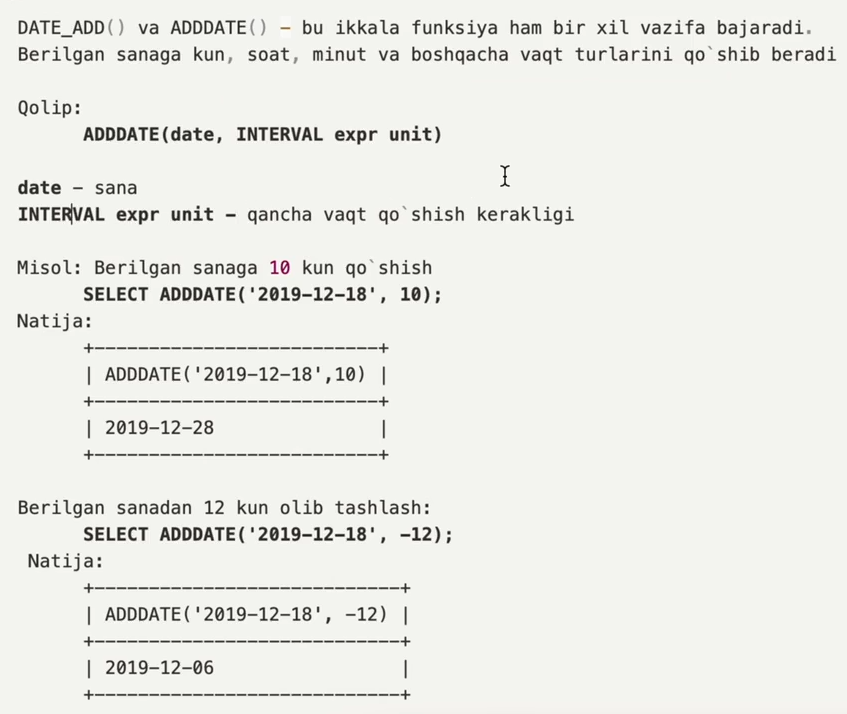 DATE_ADD() va ADDDATE() – bu ikkala funksiya ham bir xil vazifa bajaradi.
Berilgan sanaga kun, soat, minut va boshqacha vaqt turlarini qo`shib beradi
Qolip:
ADDDATE(date, INTERVAL expr unit)
date – sana
INTERVAL expr unit – qancha vaqt qo`shish kerakligi
Misol: Berilgan sanaga 10 kun qo`shish
SELECT ADDDATE('2019-12-18', 10);
Natija:
+--------------------------+
| ADDDATE('2019-12-18',10) |
+--------------------------+
| 2019-12-28               |
+--------------------------+
Berilgan sanadan 12 kun olib tashlash:
SELECT ADDDATE('2019-12-18', -12);
Natija:
+----------------------------+
| ADDDATE('2019-12-18', -12) |
+----------------------------+
| 2019-12-06                 |
+----------------------------+